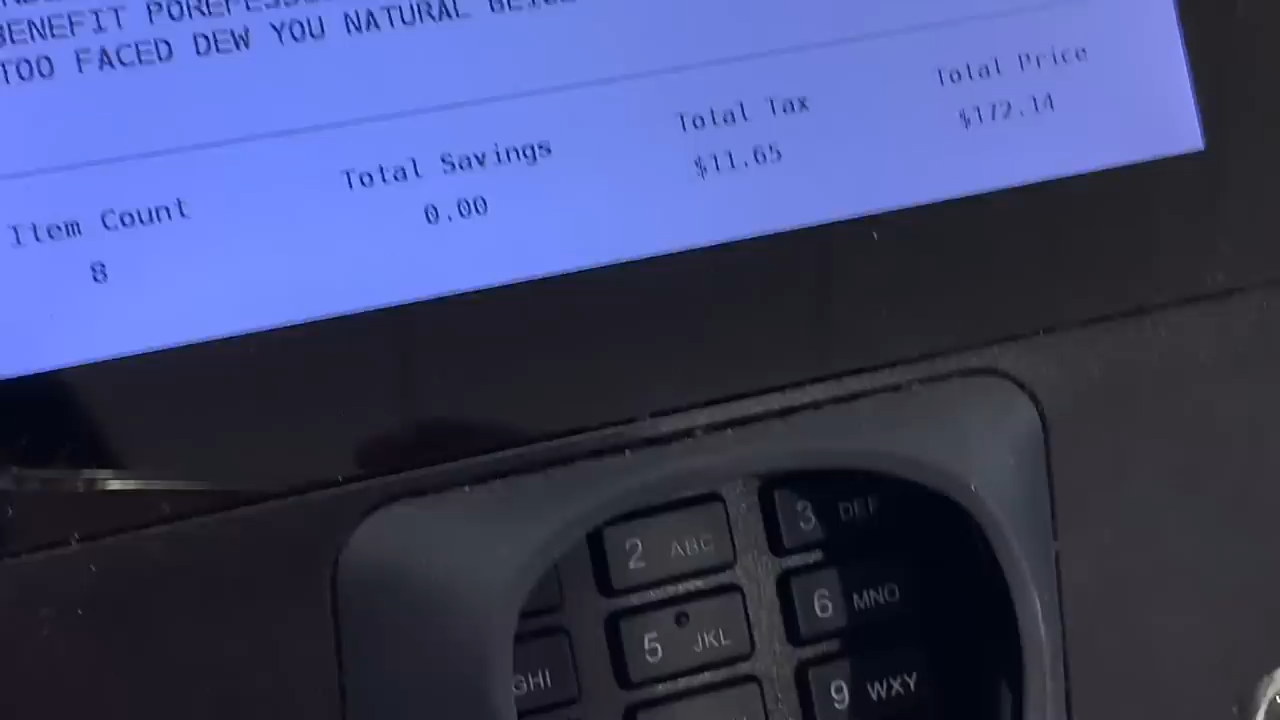 BENEFIT
TOO FACED DEW YOU NATURAL
Item Count Total Savings Total Tax Total Price
8 0.00 $11.65 $172.14
2 ABC 3 DEF
5 JKL 6 MNO
GHI 9 WXY